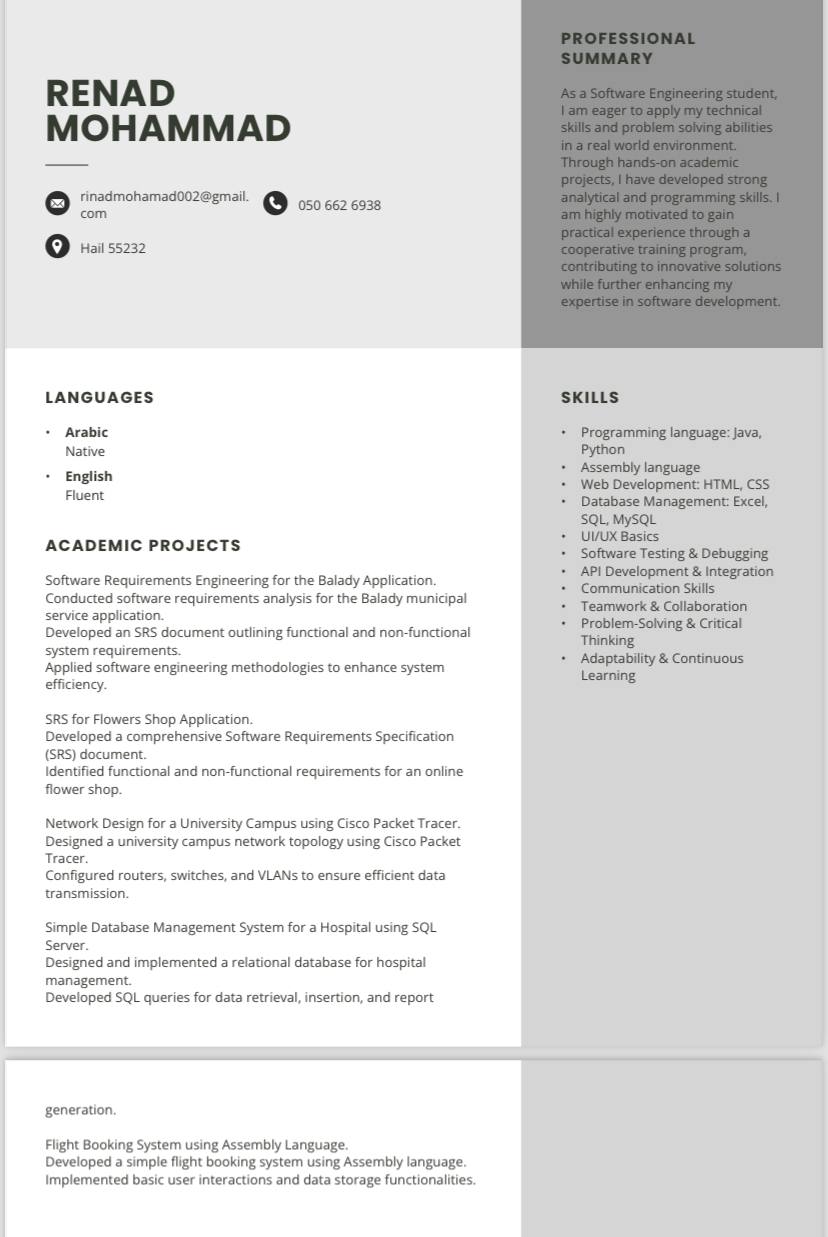 RENAD
MOHAMMAD
rinadmohamad002@gmail.
com
050 662 6938
Hail 55232
PROFESSIONAL
SUMMARY
As a Software Engineering student,
I am eager to apply my technical
skills and problem solving abilities
in a real world environment.
Through hands-on academic
projects, I have developed strong
analytical and programming skills. I
am highly motivated to gain
practical experience through a
cooperative training program,
contributing to innovative solutions
while further enhancing my
expertise in software development.
LANGUAGES
• Arabic
Native
• English
Fluent
ACADEMIC PROJECTS
Software Requirements Engineering for the Balady Application.
Conducted software requirements analysis for the Balady municipal
service application.
Developed an SRS document outlining functional and non-functional
system requirements.
Applied software engineering methodologies to enhance system
efficiency.
SRS for Flowers Shop Application.
Developed a comprehensive Software Requirements Specification
(SRS) document.
Identified functional and non-functional requirements for an online
flower shop.
Network Design for a University Campus using Cisco Packet Tracer.
Designed a university campus network topology using Cisco Packet
Tracer.
Configured routers, switches, and VLANs to ensure efficient data
transmission.
Simple Database Management System for a Hospital using SQL
Server.
Designed and implemented a relational database for hospital
management.
Developed SQL queries for data retrieval, insertion, and report
SKILLS
• Programming language: Java,
Python
• Assembly language
• Web Development: HTML, CSS
• Database Management: Excel,
SQL, MySQL
• UI/UX Basics
• Software Testing & Debugging
• API Development & Integration
• Communication Skills
• Teamwork & Collaboration
• Problem-Solving & Critical
Thinking
• Adaptability & Continuous
Learning
generation.
Flight Booking System using Assembly Language.
Developed a simple flight booking system using Assembly language.
Implemented basic user interactions and data storage functionalities.